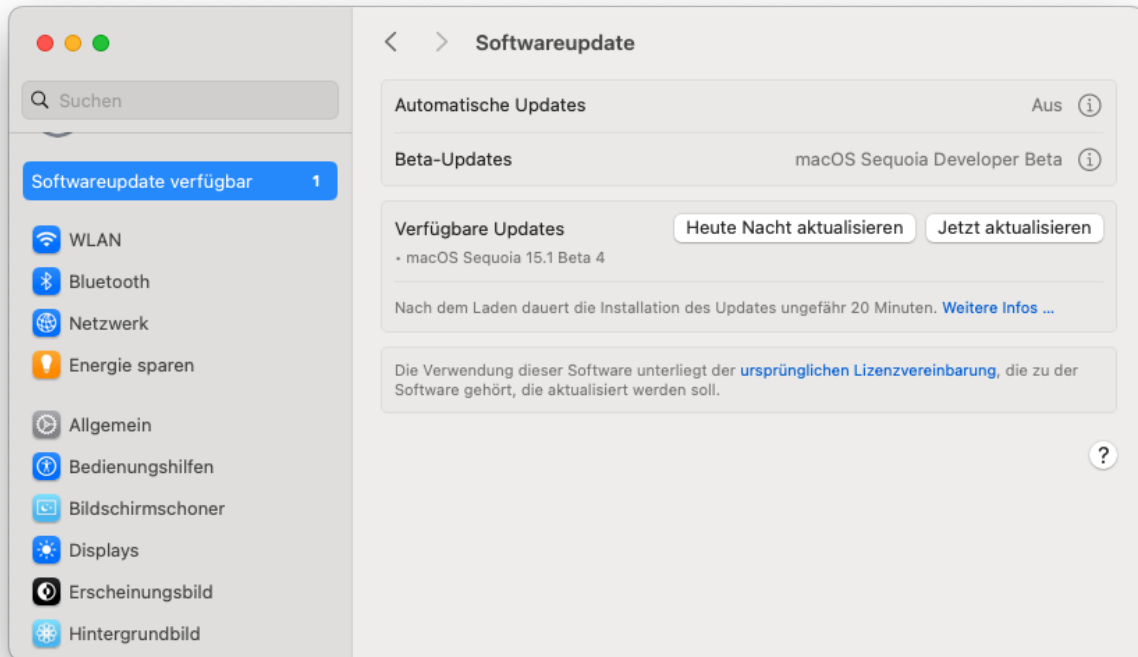 Suchen
Softwareupdate verfügbar 1
WLAN
Bluetooth
Netzwerk
Energie sparen
Allgemein
Bedienungshilfen
Bildschirmschoner
Displays
Erscheinungsbild
Hintergrundbild
Softwareupdate
Automatische Updates Aus
Beta-Updates macOS Sequoia Developer Beta
Verfügbare Updates Heute Nacht aktualisieren Jetzt aktualisieren
• macOS Sequoia 15.1 Beta 4
Nach dem Laden dauert die Installation des Updates ungefähr 20 Minuten. Weitere Infos ...
Die Verwendung dieser Software unterliegt der ursprünglichen Lizenzvereinbarung, die zu der
Software gehört, die aktualisiert werden soll.
?